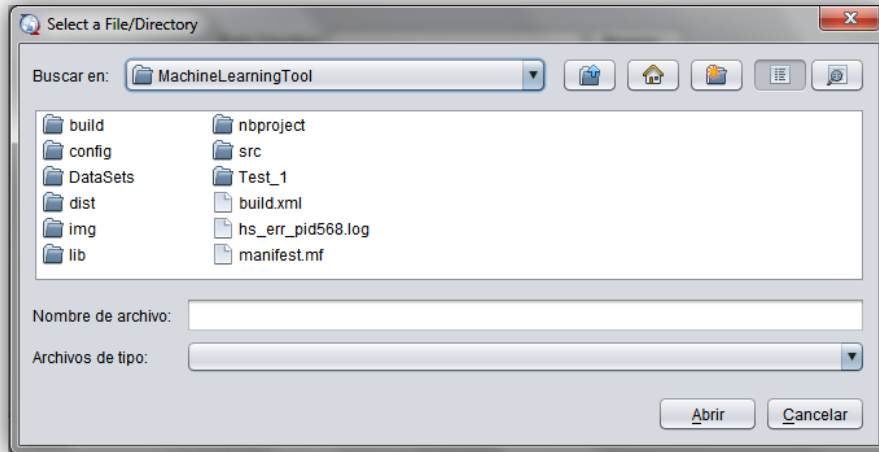 Select a File/Directory
Buscar en: MachineLearningTool
build nbproject
config src
DataSets Test_1
dist build.xml
img hs_err_pid568.log
lib manifest.mf
Nombre de archivo:
Archivos de tipo:
Abrir Cancelar